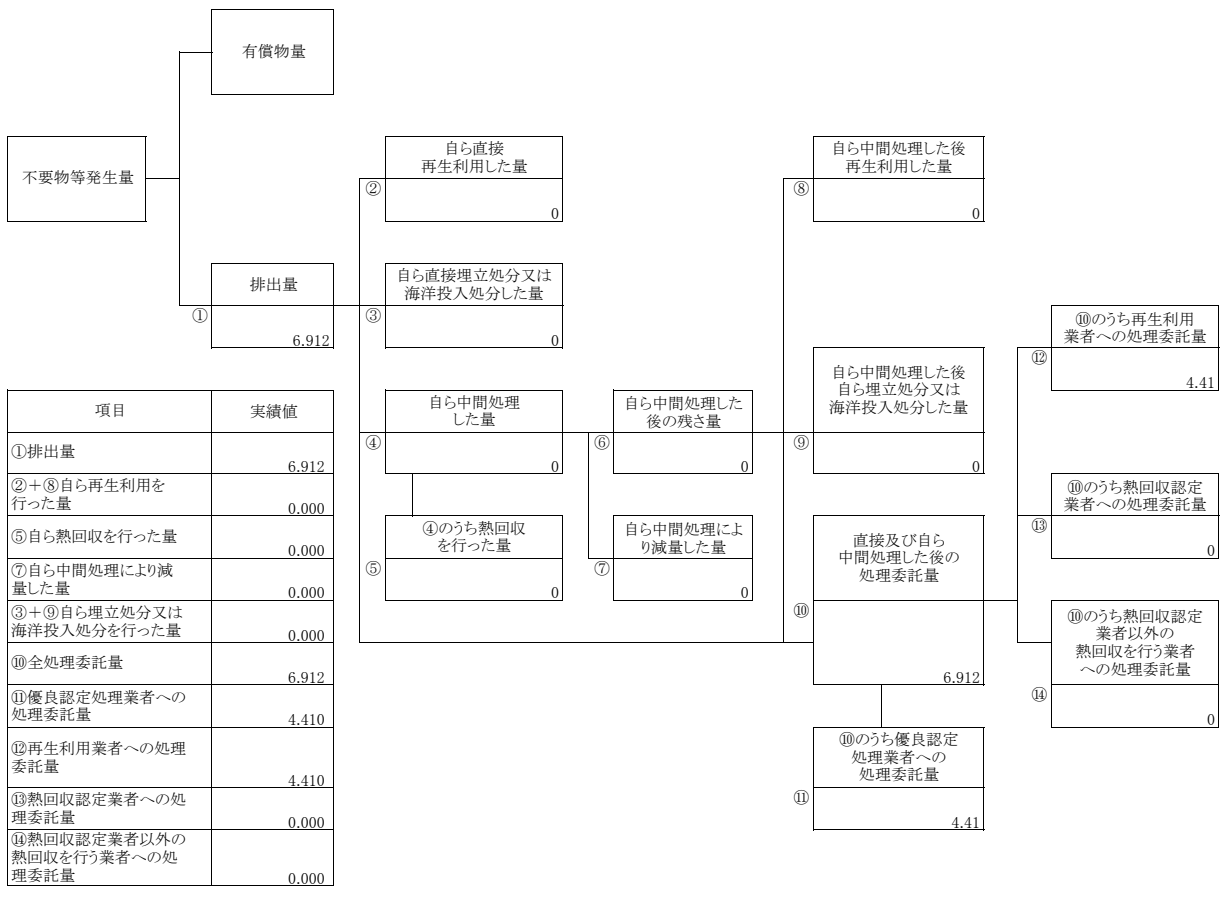 有償物量
不要物等発生量
排出量
①
6.912
自ら直接
再生利用した量
②
0
自ら直接埋立処分又は
海洋投入処分した量
③
0
自ら中間処理
した量
④
0
④のうち熱回収
を行った量
⑤
0
自ら中間処理した
後の残さ量
⑥
0
自ら中間処理によ
り減量した量
⑦
0
自ら中間処理した後
再生利用した量
⑧
0
自ら中間処理した後
自ら埋立処分又は
海洋投入処分した量
⑨
0
直接及び自ら
中間処理した後の
処理委託量
⑩
6.912
⑩のうち優良認定
処理業者への
処理委託量
⑪
4.41
⑩のうち再生利用
業者への処理委託量
⑫
4.41
⑩のうち熱回収認定
業者への処理委託量
⑬
0
⑩のうち熱回収認定
業者以外の
熱回収を行う業者
への処理委託量
⑭
0
項目 実績値
①排出量
6.912
②＋⑧自ら再生利用を
行った量
0.000
⑤自ら熱回収を行った量
0.000
⑦自ら中間処理により減
量した量
0.000
③＋⑨自ら埋立処分又は
海洋投入処分を行った量
0.000
⑩全処理委託量
6.912
⑪優良認定処理業者への
処理委託量
4.410
⑫再生利用業者への処理
委託量
4.410
⑬熱回収認定業者への処
理委託量
0.000
⑭熱回収認定業者以外の
熱回収を行う業者への処
理委託量
0.000